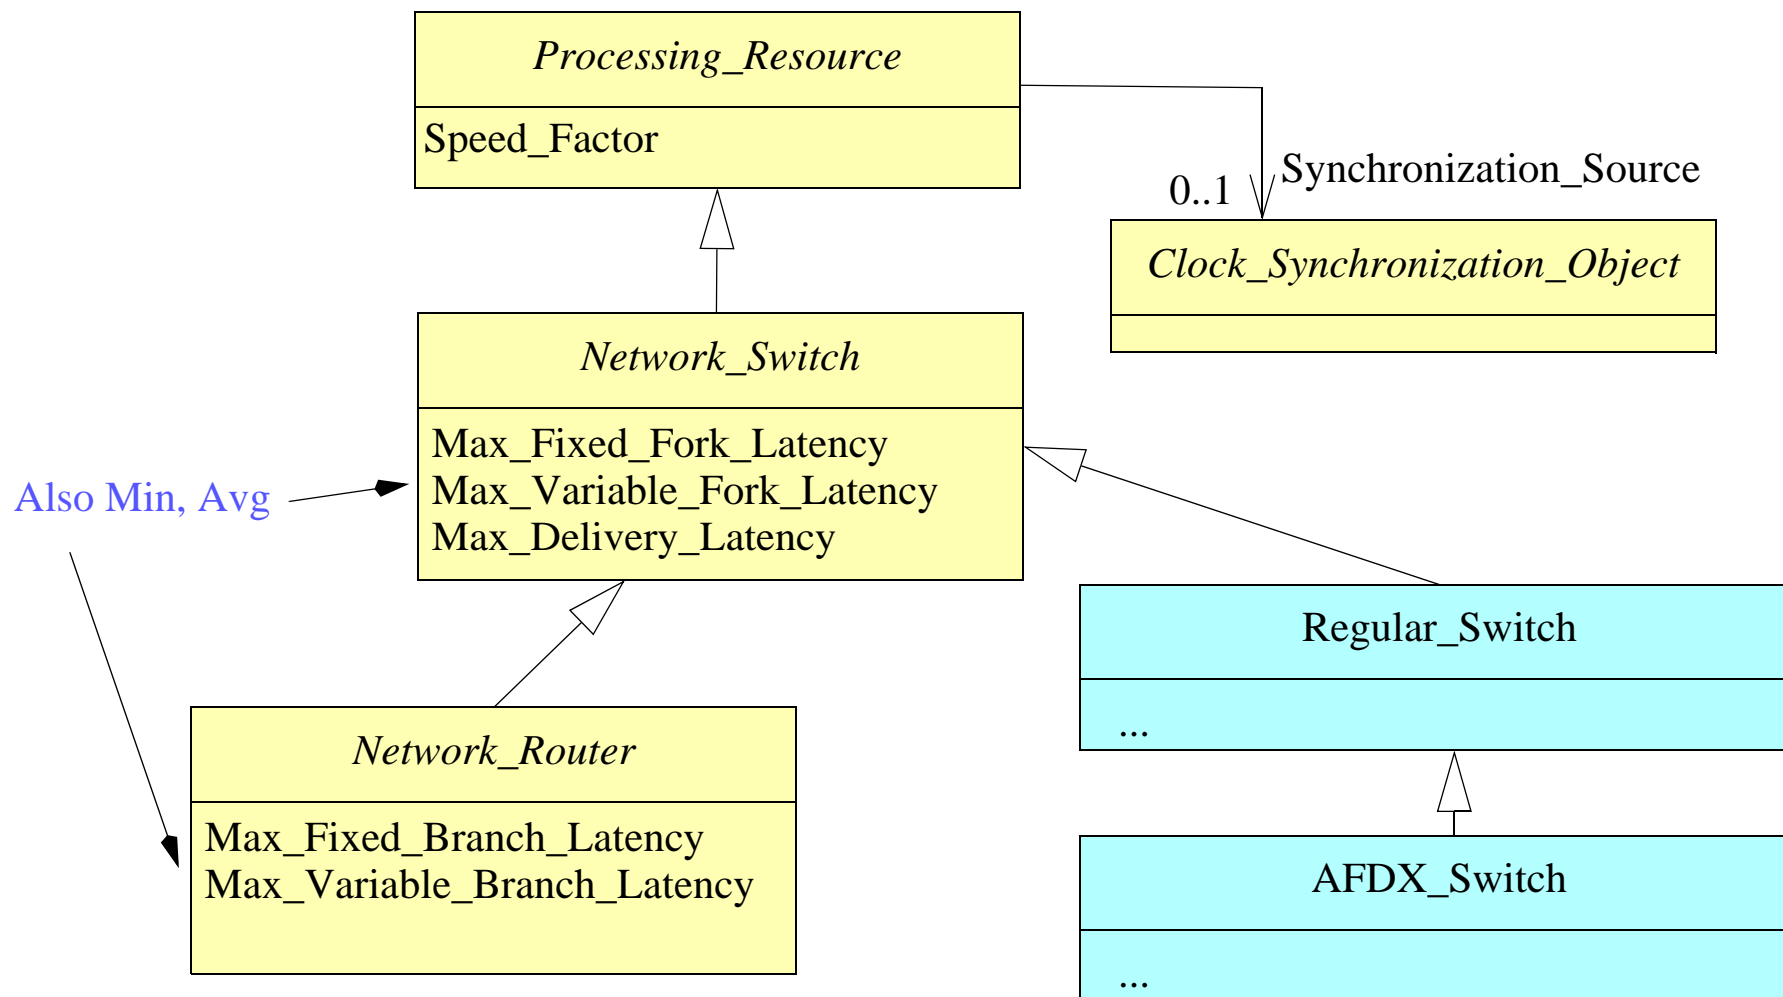 Processing_Resource
Speed_Factor
Synchronization_Source
0..1
Clock_Synchronization_Object
Network_Switch
Max_Fixed_Fork_Latency
Max_Variable_Fork_Latency
Max_Delivery_Latency
Also Min, Avg
Regular_Switch
...
Network_Router
Max_Fixed_Branch_Latency
Max_Variable_Branch_Latency
AFDX_Switch
...